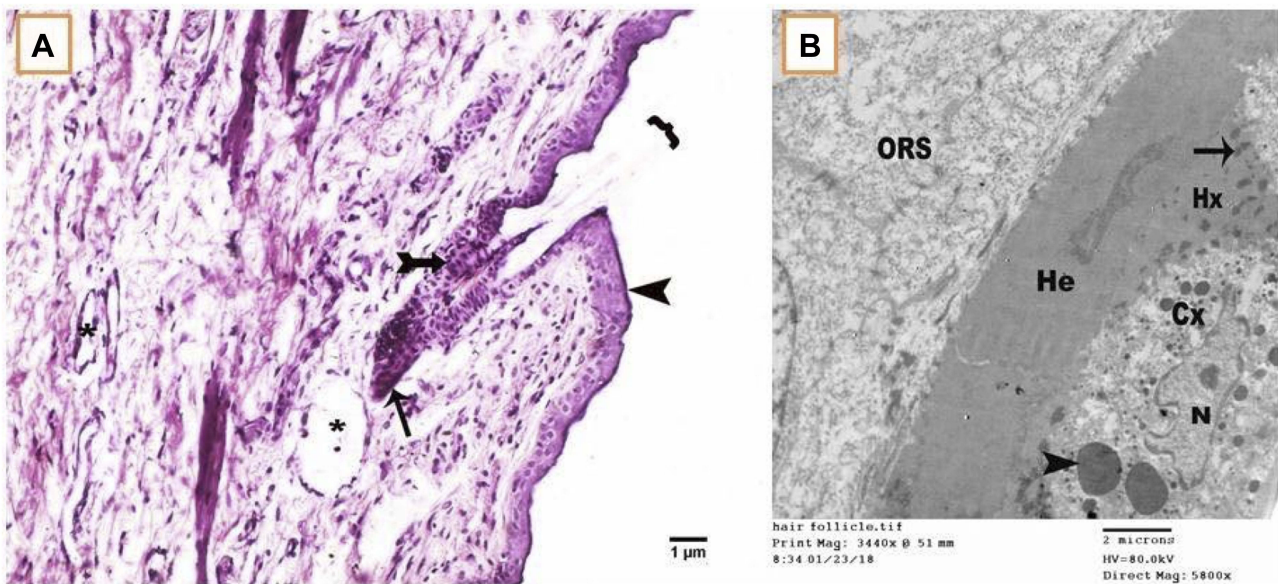 A
*
*
1 µm
B
ORS
Hx
He
Cx
N
hair follicle.tif
Print Mag: 3440x @ 51 mm
8:34 01/23/18
2 microns
HV=80.0kV
Direct Mag: 5800x